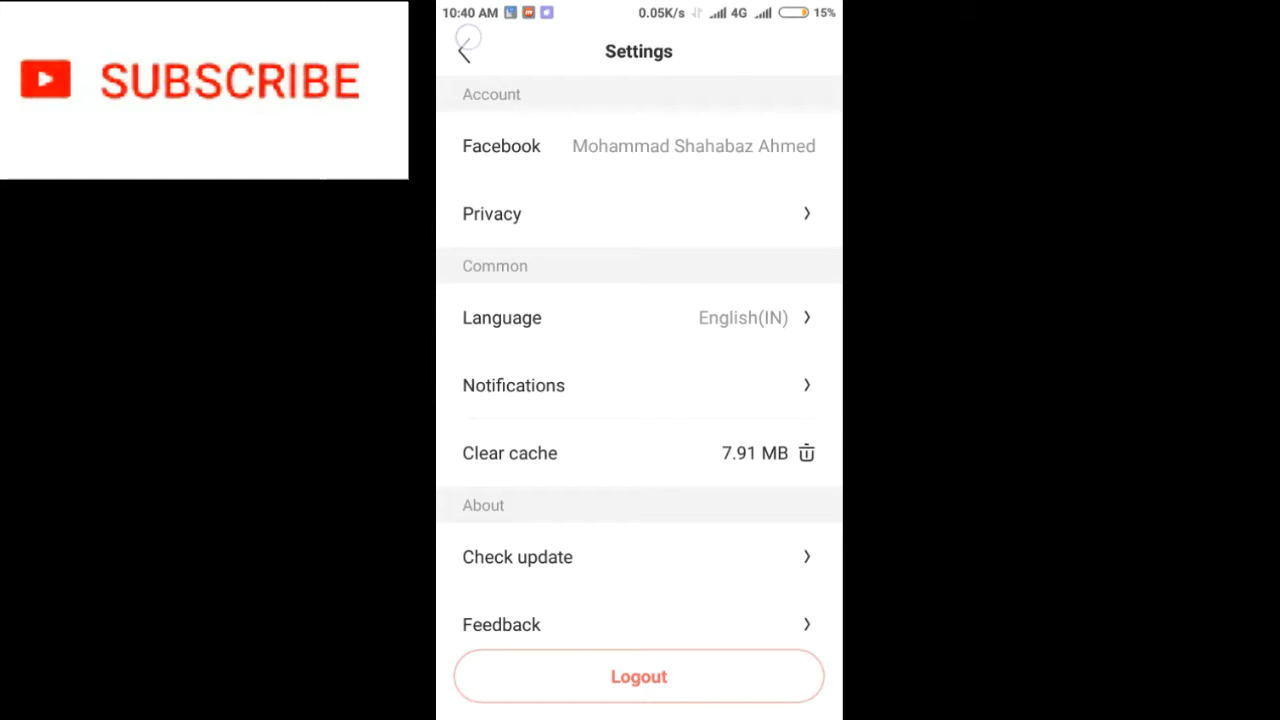 SUBSCRIBE
10:40 AM 0.05K/s 4G 15%
Settings
Account
Facebook Mohammad Shahabaz Ahmed
Privacy
Common
Language English(IN)
Notifications
Clear cache 7.91 MB
About
Check update
Feedback
Logout